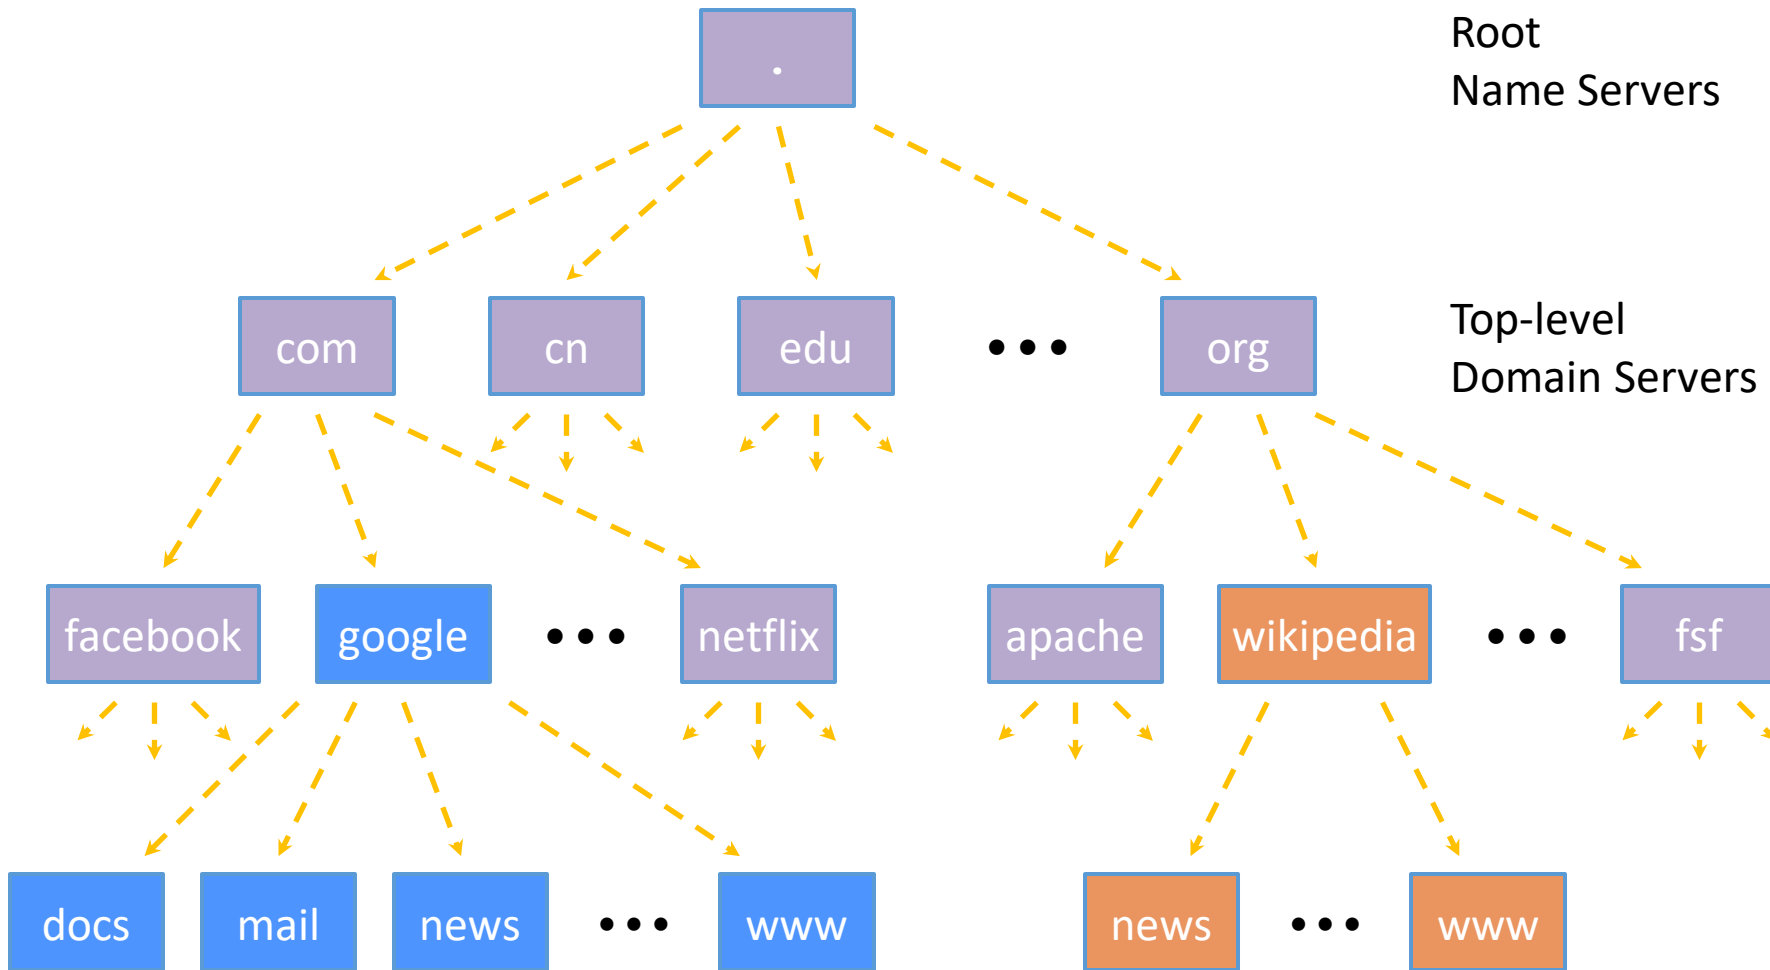 .
Root
Name Servers
com
cn
edu
•••
org
Top-level
Domain Servers
facebook
google
•••
netflix
apache
wikipedia
•••
fsf
docs
mail
news
•••
www
news
•••
www